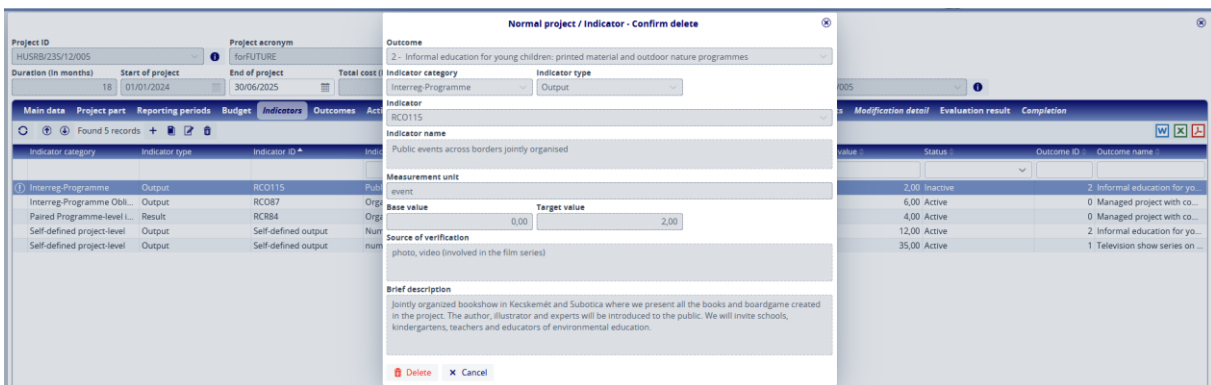 Normal project / Indicator - Confirm delete
Project ID
Project acronym
HUSRB/23S/12/005
forFUTURE
Duration (in months)
Start of project
End of project
Total cost (
18
01/01/2024
30/06/2025
005
Main data Project part Reporting periods Budget Indicators Outcomes Acti
s Modification detail Evaluation result Completion
Found 5 records
Indicator category Indicator type Indicator ID Indic
value Status Outcome ID Outcome name
Interreg-Programme Output RCO115 Publ
2,00 Inactive 2 Informal education for yo...
Interreg-Programme Obli... Output RCO87 Orga
6,00 Active 0 Managed project with co...
Paired Programme-level i... Result RCR84 Orga
4,00 Active 0 Managed project with co...
Self-defined project-level Output Self-defined output Num
12,00 Active 2 Informal education for yo...
Self-defined project-level Output Self-defined output num
35,00 Active 1 Television show series on ...
Outcome
2 - Informal education for young children: printed material and outdoor nature programmes
Indicator category
Indicator type
Interreg-Programme
Output
Indicator
RCO115
Indicator name
Public events across borders jointly organised
Measurement unit
event
Base value
Target value
0,00
2,00
Source of verification
photo, video (involved in the film series)
Brief description
Jointly organized bookshow in Kecskemét and Subotica where we present all the books and boardgame created
in the project. The author, illustrator and experts will be introduced to the public. We will invite schools,
kindergartens, teachers and educators of environmental education.
Delete
Cancel